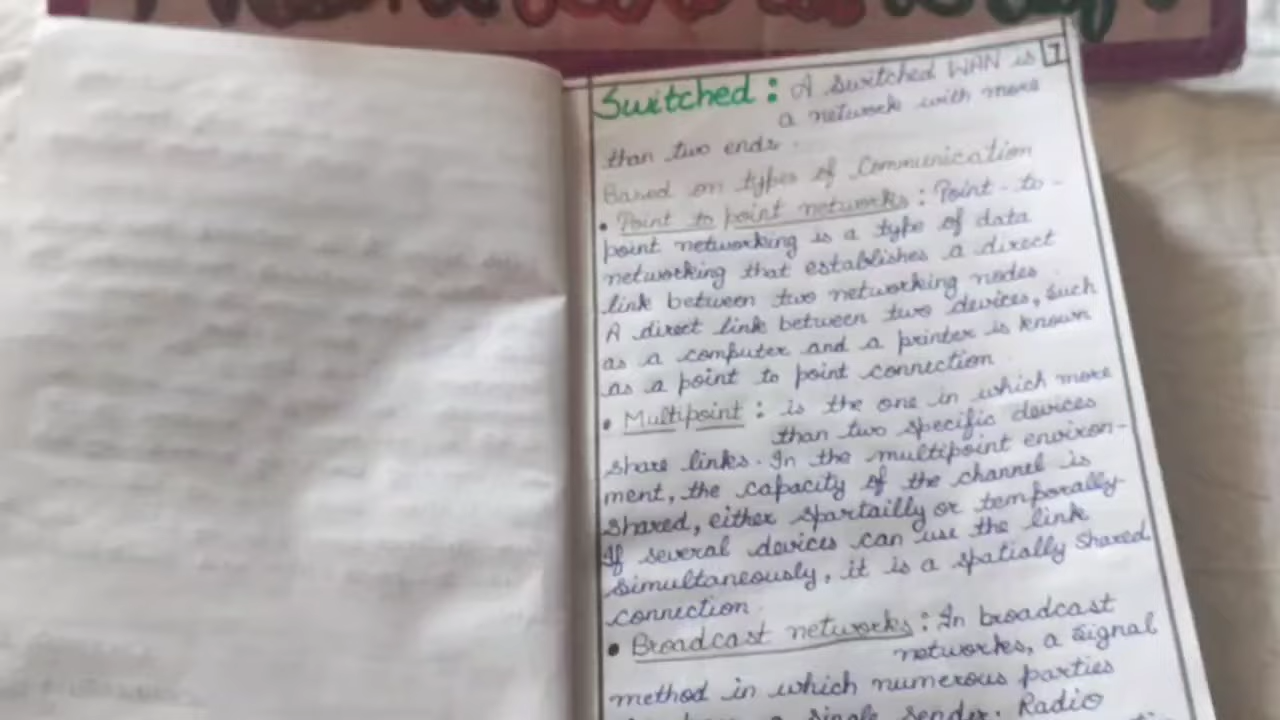 7
Switched : A switched WAN is
a network with more
than two ends.
Based on types of Communication
• Point to point networks : Point-to-
point networking is a type of data
networking that establishes a direct
link between two networking nodes
A direct link between two devices, such
as a computer and a printer is known
as a point to point connection
• Multipoint : is the one in which more
than two specific devices
share links. In the multipoint environ-
ment, the capacity of the channel is
shared, either spartailly or temporally
If several devices can use the link
simultaneously, it is a spatially shared
connection
• Broadcast networks : In broadcast
networks, a signal
method in which numerous parties
a single sender. Radio